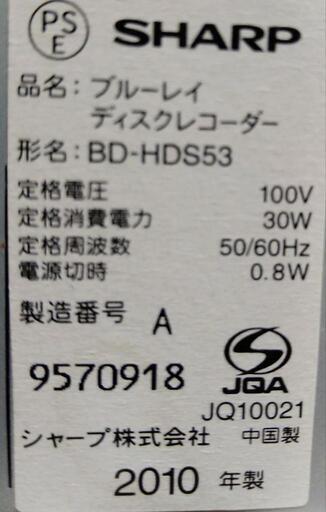 PS
E
SHARP
品名：ブルーレイ
ディスクレコーダー
形名：BD-HDS53
定格電圧 100V
定格消費電力 30W
定格周波数 50/60Hz
電源切時 0.8W
製造番号 A
9570918
JQA
JQ10021
シャープ株式会社 中国製
2010 年製